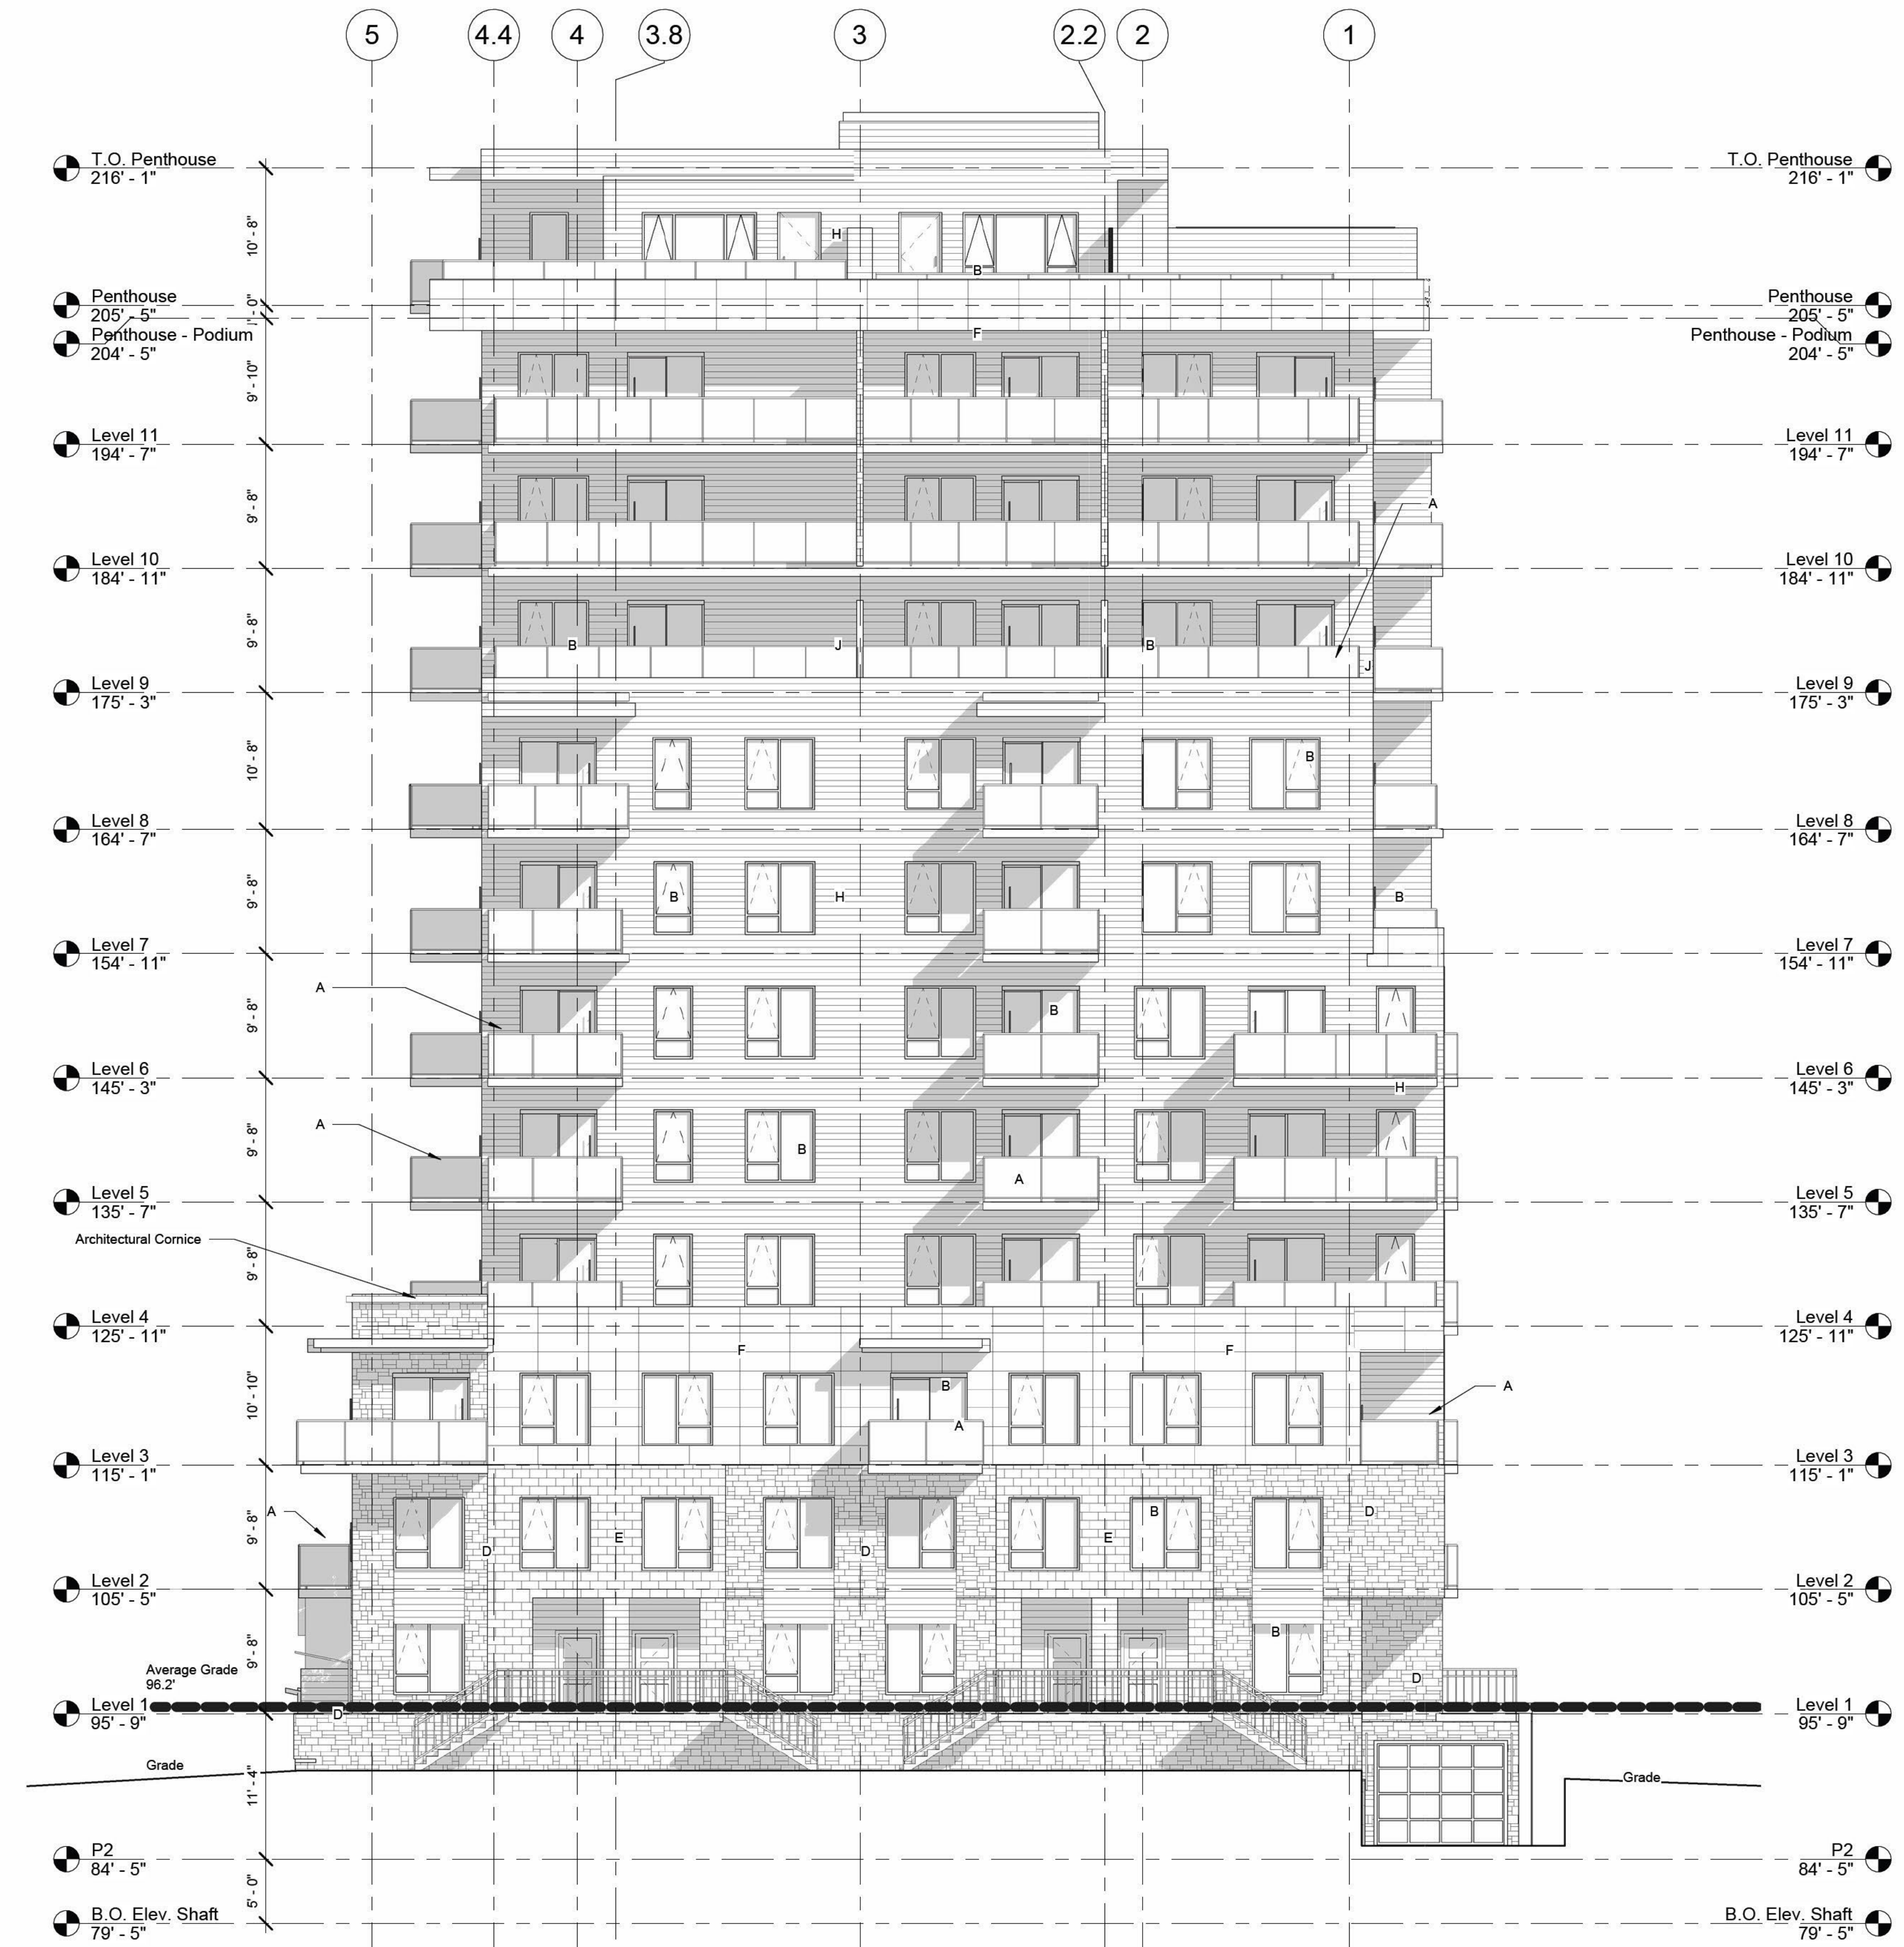 5
4.4
4
3.8
3
2.2
2
1
T.O. Penthouse
216' - 1"
T.O. Penthouse
216' - 1"
10' - 8"
H
B
Penthouse
205' - 5"
1' - 0"
Penthouse
205' - 5"
Penthouse - Podium
204' - 5"
F
Penthouse - Podium
204' - 5"
9' - 10"
Level 11
194' - 7"
Level 11
194' - 7"
9' - 8"
A
Level 10
184' - 11"
Level 10
184' - 11"
9' - 8"
B
J
B
J
Level 9
175' - 3"
Level 9
175' - 3"
10' - 8"
B
Level 8
164' - 7"
Level 8
164' - 7"
9' - 8"
B
H
B
Level 7
154' - 11"
Level 7
154' - 11"
A
9' - 8"
B
Level 6
145' - 3"
H
Level 6
145' - 3"
A
9' - 8"
B
A
Level 5
135' - 7"
Level 5
135' - 7"
Architectural Cornice
9' - 8"
Level 4
125' - 11"
Level 4
125' - 11"
F
F
10' - 10"
B
A
A
Level 3
115' - 1"
Level 3
115' - 1"
A
9' - 8"
D
E
D
E
B
D
Level 2
105' - 5"
Level 2
105' - 5"
9' - 8"
B
Average Grade
96.2'
D
Level 1
95' - 9"
D
Level 1
95' - 9"
Grade
11' - 4"
Grade
P2
84' - 5"
P2
84' - 5"
5' - 0"
B.O. Elev. Shaft
79' - 5"
B.O. Elev. Shaft
79' - 5"